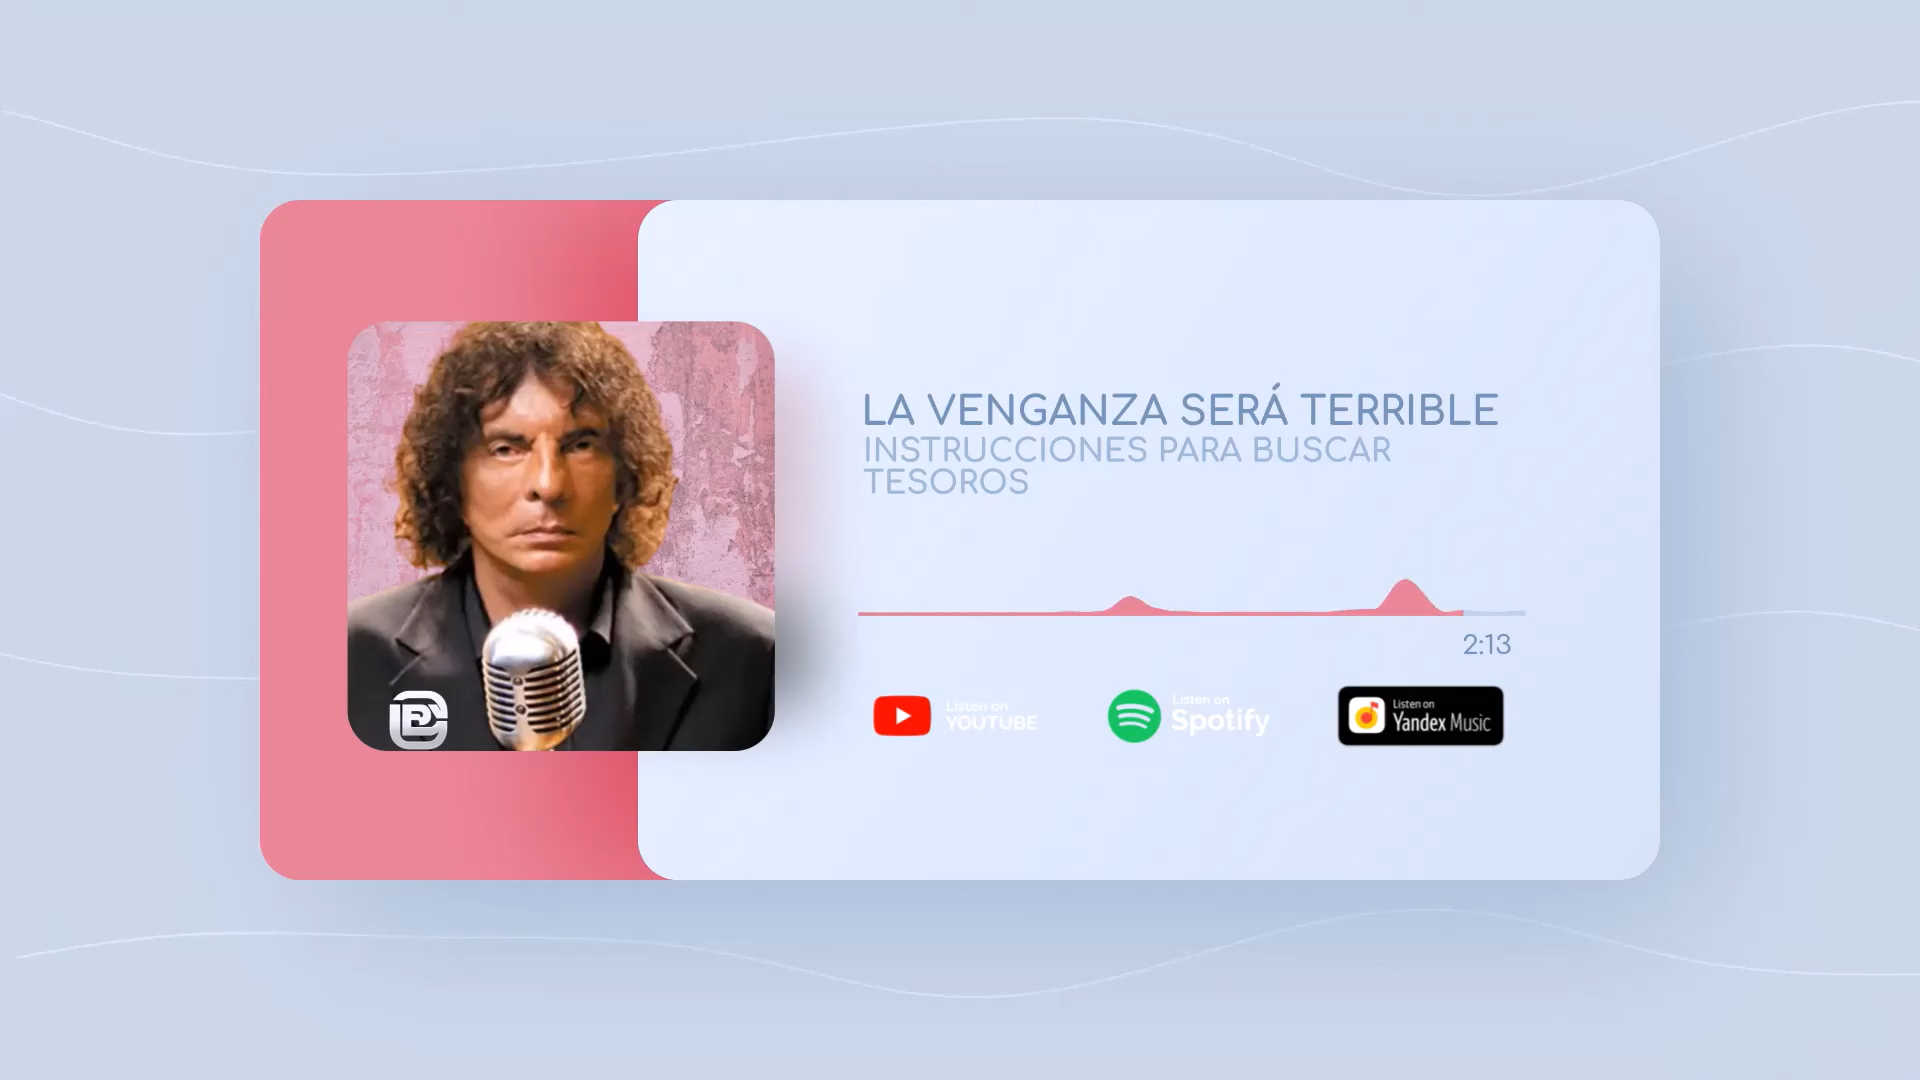 LA VENGANZA SERÁ TERRIBLE
INSTRUCCIONES PARA BUSCAR
TESOROS
2:13
Listen on
YOUTUBE
Listen on
Spotify
Listen on
Yandex Music